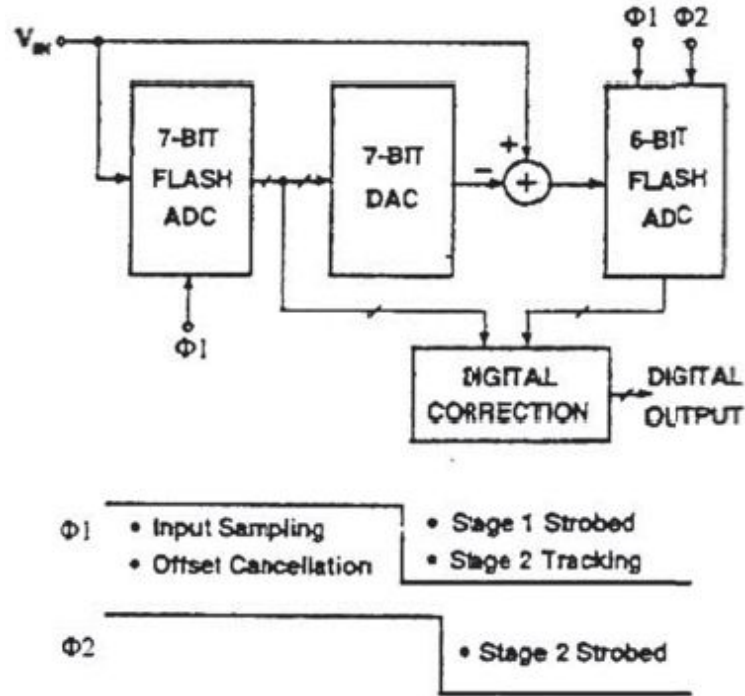 Φ1 Φ2
V_IN
7-BIT
FLASH
ADC
7-BIT
DAC
+
−
+
6-BIT
FLASH
ADC
Φ1
DIGITAL
CORRECTION
DIGITAL
OUTPUT
Φ1
• Input Sampling
• Offset Cancellation
• Stage 1 Strobed
• Stage 2 Tracking
Φ2
• Stage 2 Strobed